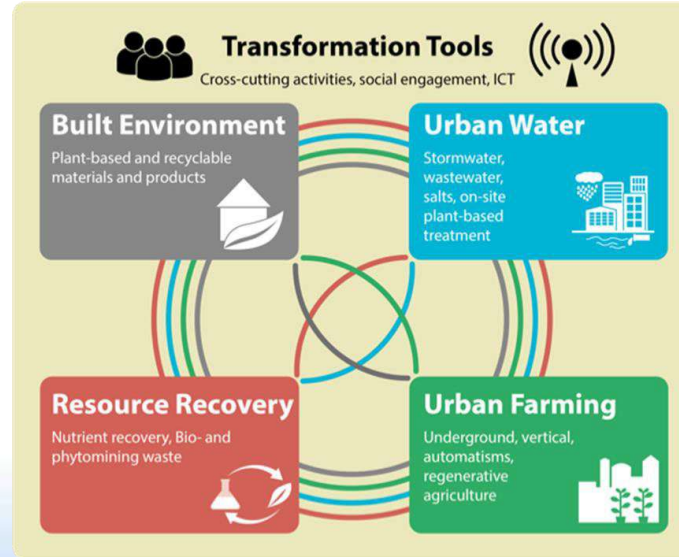 Transformation Tools
Cross-cutting activities, social engagement, ICT
Built Environment
Plant-based and recyclable
materials and products
Urban Water
Stormwater,
wastewater,
salts, on-site
plant-based
treatment
Resource Recovery
Nutrient recovery, Bio- and
phytomining waste
Urban Farming
Underground, vertical,
automatisms,
regenerative
agriculture